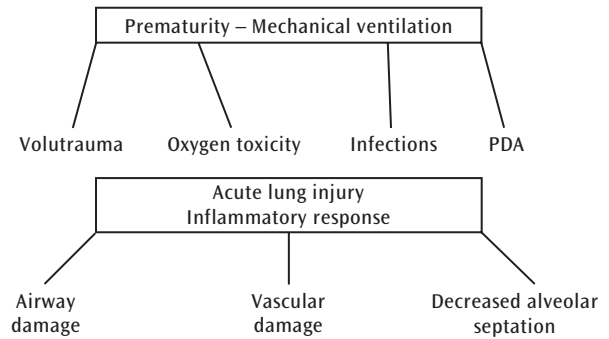 Prematurity – Mechanical ventilation
Volutrauma
Oxygen toxicity
Infections
PDA
Acute lung injury
Inflammatory response
Airway
damage
Vascular
damage
Decreased alveolar
septation